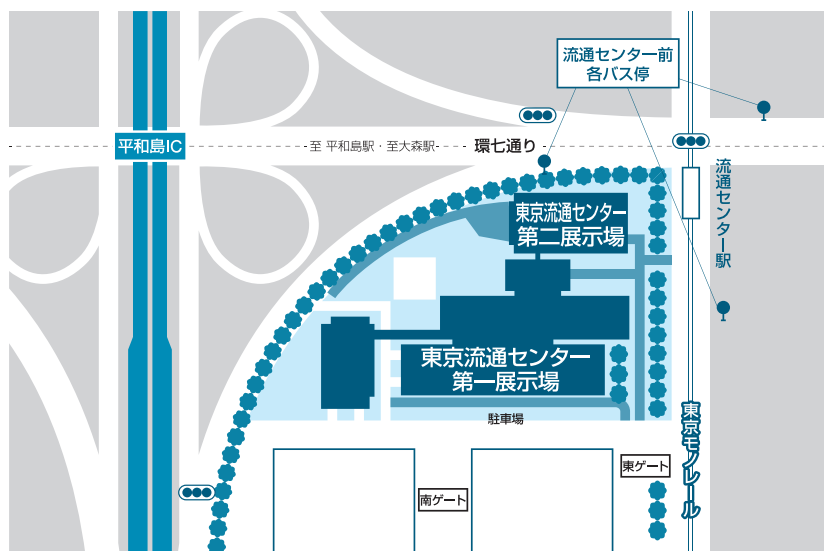 流通センター前
各バス停
平和島IC
至 平和島駅・至大森駅
環七通り
流通センター駅
東京流通センター
第二展示場
東京流通センター
第一展示場
駐車場
東京モノレール
東ゲート
南ゲート